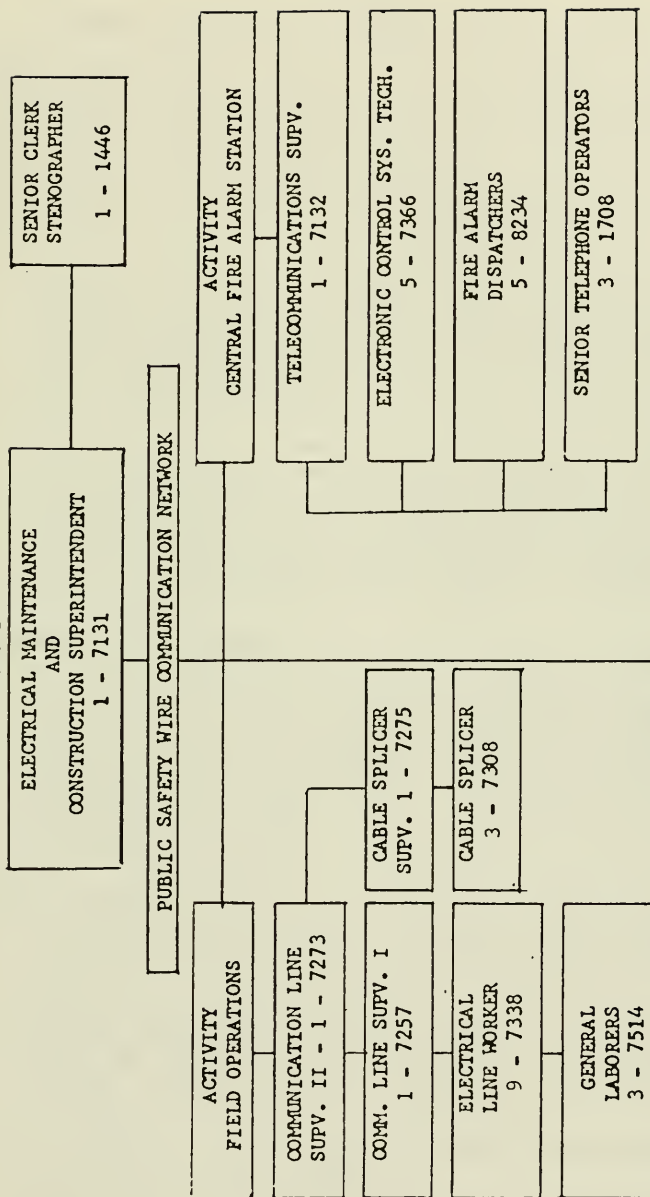 ELECTRICAL MAINTENANCE
AND
CONSTRUCTION SUPERINTENDENT
1 - 7131
SENIOR CLERK
STENOGRAPHER
1 - 1446
PUBLIC SAFETY WIRE COMMUNICATION NETWORK
ACTIVITY
FIELD OPERATIONS
COMMUNICATION LINE
SUPV. II - 1 - 7273
COMM. LINE SUPV. I
1 - 7257
ELECTRICAL
LINE WORKER
9 - 7338
GENERAL
LABORERS
3 - 7514
CABLE SPLICER
SUPV. 1 - 7275
CABLE SPLICER
3 - 7308
ACTIVITY
CENTRAL FIRE ALARM STATION
TELECOMMUNICATIONS SUPV.
1 - 7132
ELECTRONIC CONTROL SYS. TECH.
5 - 7366
FIRE ALARM
DISPATCHERS
5 - 8234
SENIOR TELEPHONE OPERATORS
3 - 1708